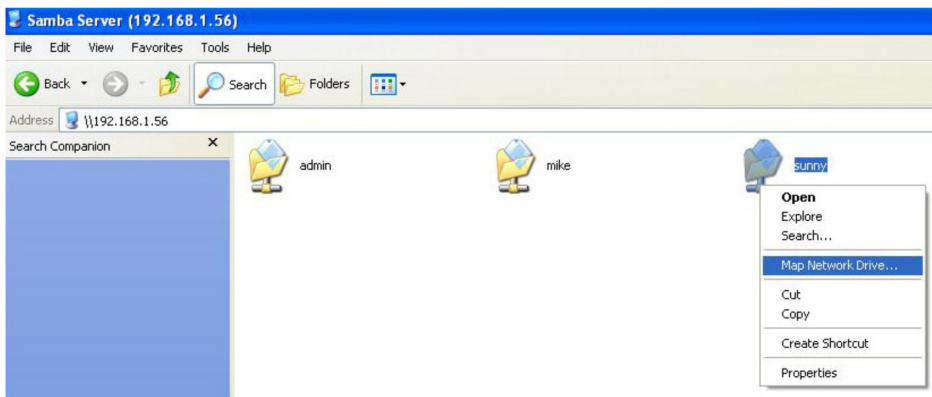 Samba Server (192.168.1.56)
File Edit View Favorites Tools Help
Back Search Folders
Address \\192.168.1.56
Search Companion X
admin mike sunny
Open
Explore
Search...
Map Network Drive...
Cut
Copy
Create Shortcut
Properties